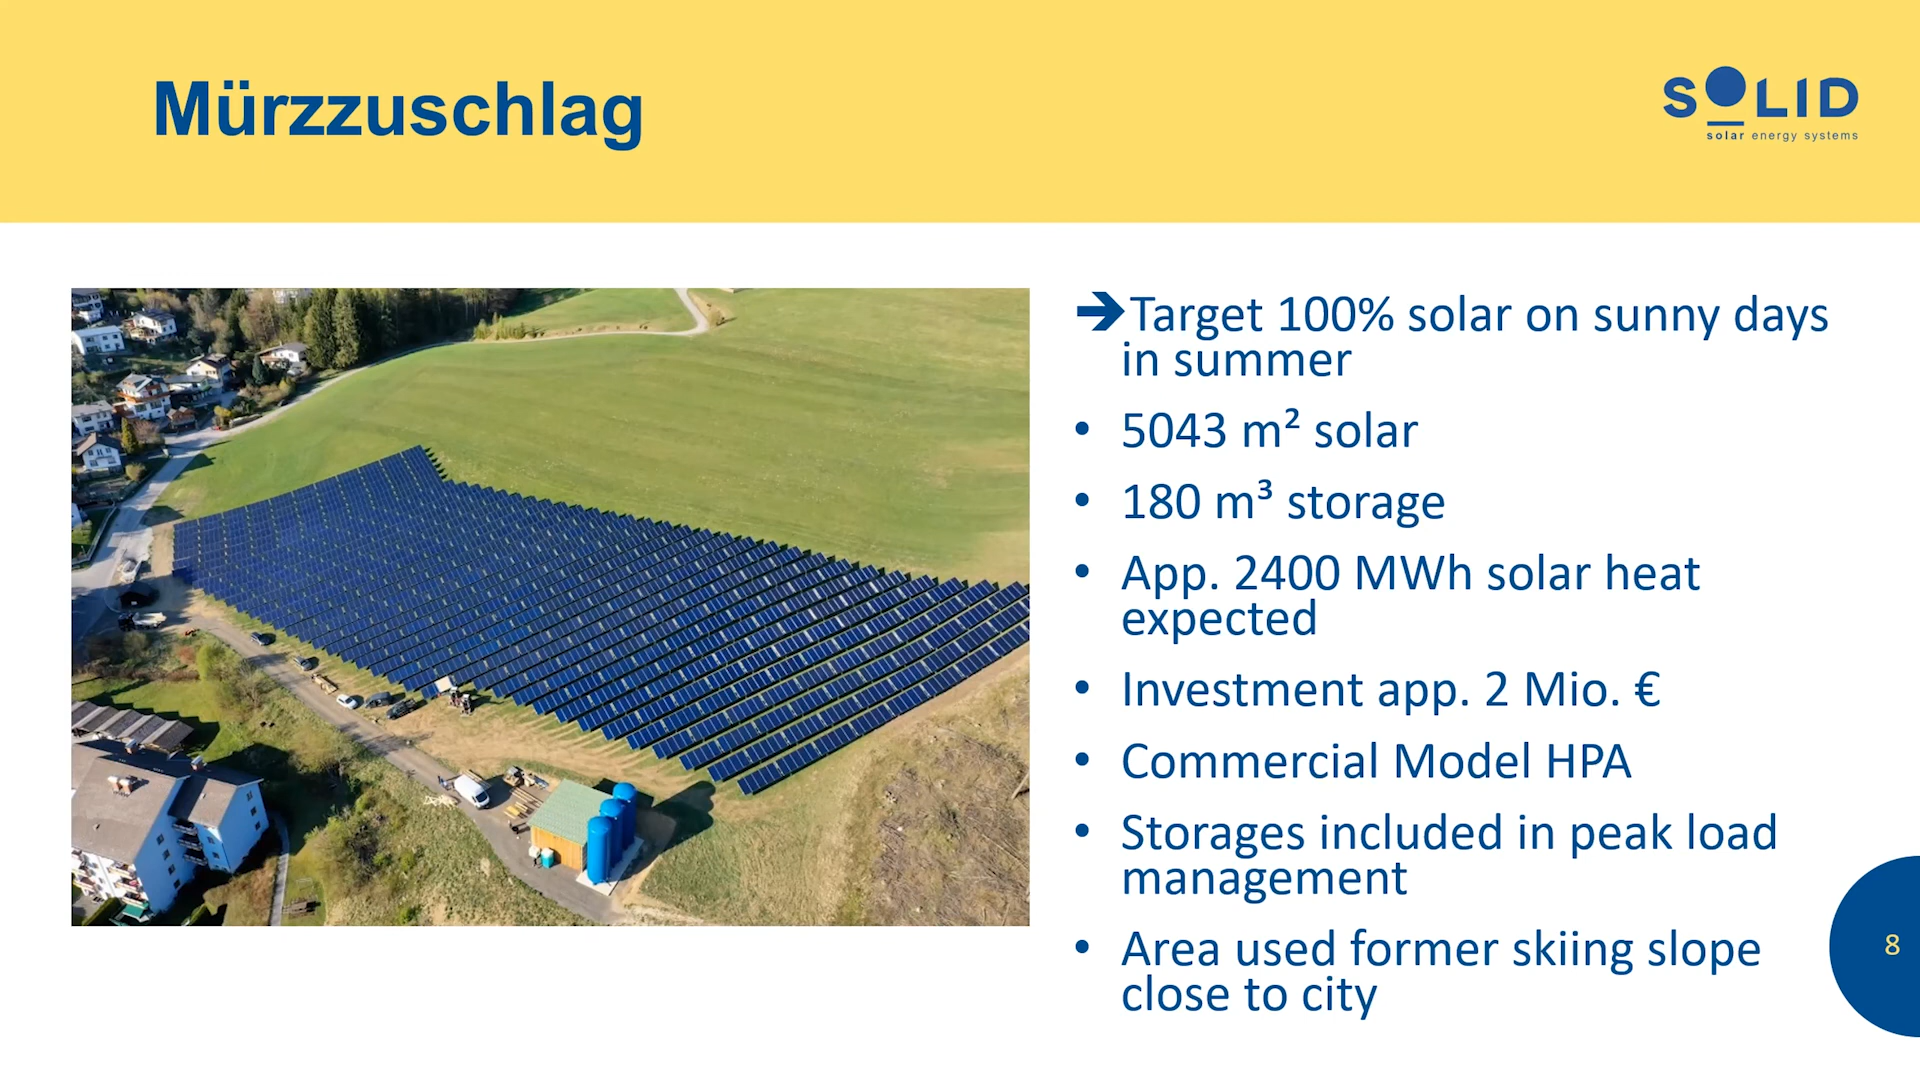 Mürzzuschlag
SOLID
solar energy systems
➔Target 100% solar on sunny days
in summer
• 5043 m² solar
• 180 m³ storage
• App. 2400 MWh solar heat
expected
• Investment app. 2 Mio. €
• Commercial Model HPA
• Storages included in peak load
management
• Area used former skiing slope
close to city
8